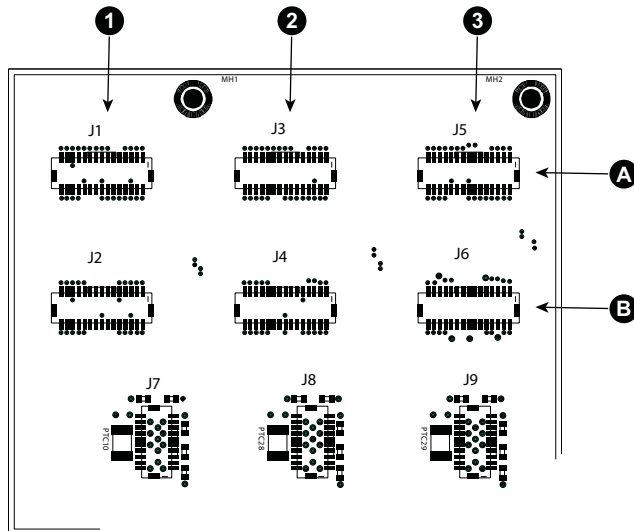 1 2 3
MH1 MH2
J1 J3 J5
A
J2 J4 J6
B
J7 J8 J9
PTC10 PTC28 PTC29